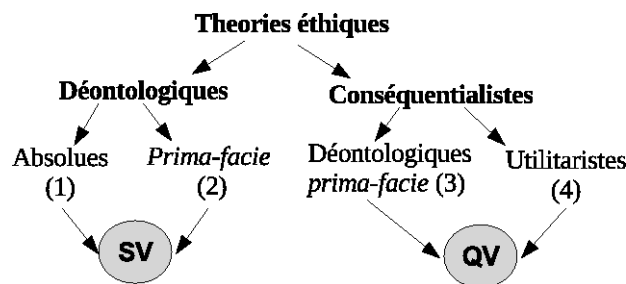 Theories éthiques
Déontologiques
Conséquentialistes
Absolues
(1)
Prima-facie
(2)
Déontologiques
prima-facie (3)
Utilitaristes
(4)
SV
QV